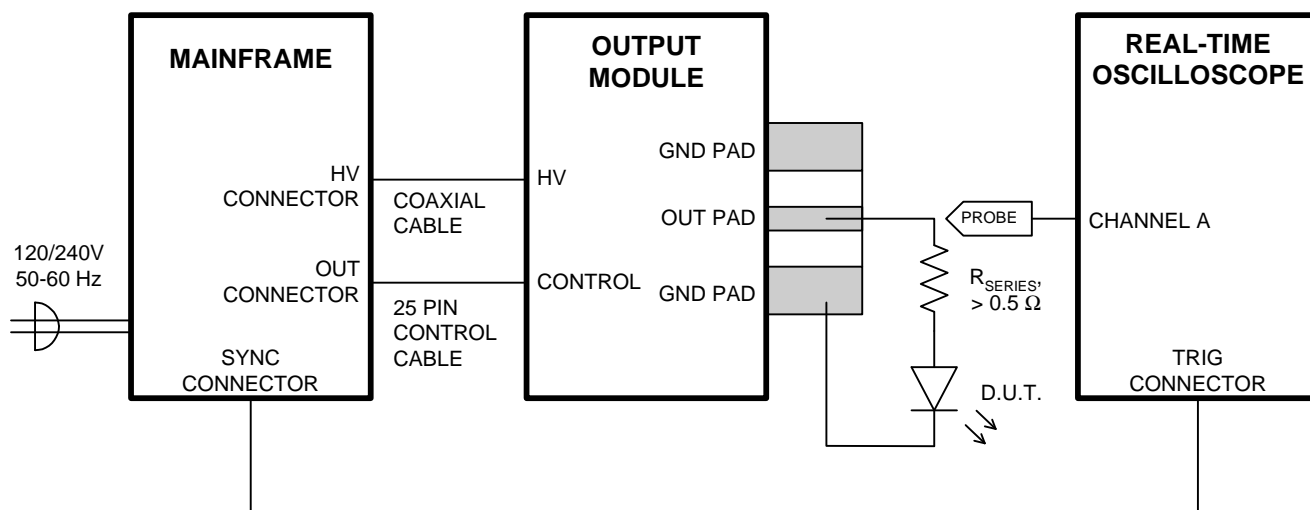 MAINFRAME
HV
CONNECTOR
OUT
CONNECTOR
SYNC
CONNECTOR
120/240V
50-60 Hz
COAXIAL
CABLE
25 PIN
CONTROL
CABLE
OUTPUT
MODULE
HV
CONTROL
GND PAD
OUT PAD
GND PAD
PROBE
RSERIES,
> 0.5 Ω
D.U.T.
REAL-TIME
OSCILLOSCOPE
CHANNEL A
TRIG
CONNECTOR